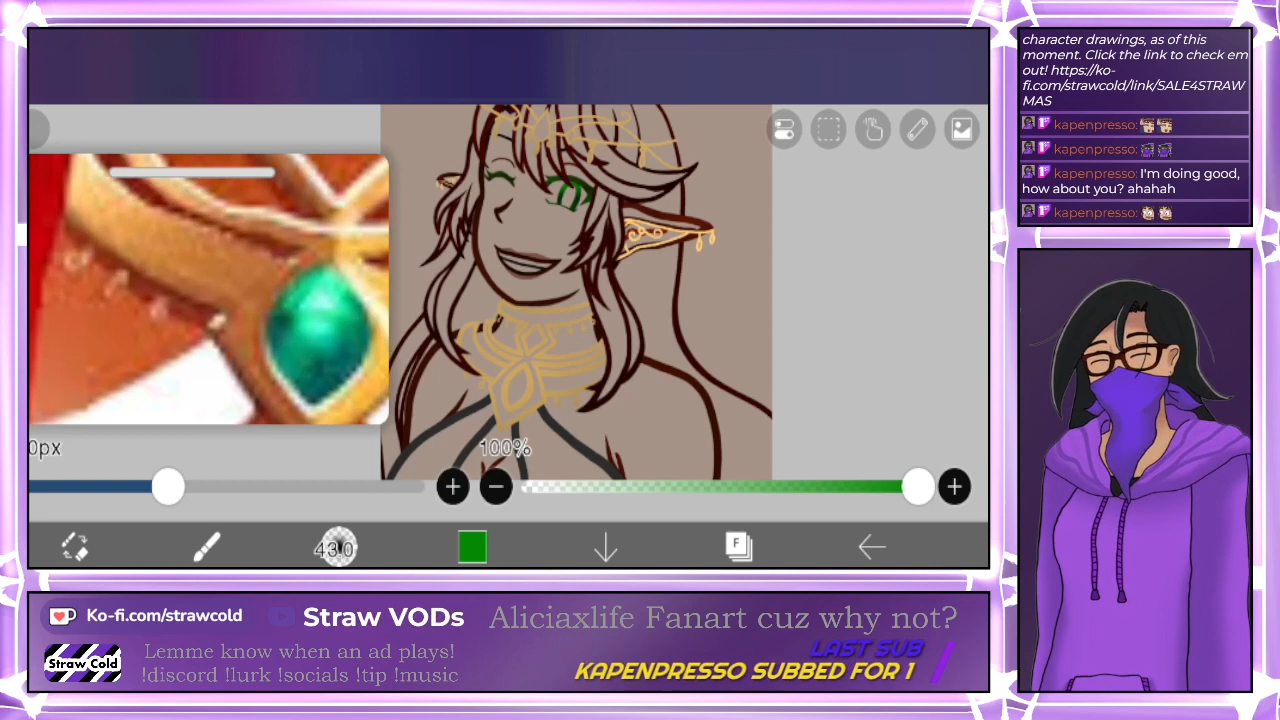 character drawings, as of this
moment. Click the link to check em
out! https://ko-
fi.com/strawcold/link/SALE4STRAW
MAS
kapenpresso:
kapenpresso:
kapenpresso: I'm doing good,
how about you? ahahah
kapenpresso:
0px
100%
43.0
F
Ko-fi.com/strawcold
Straw VODs
Aliciaxlife Fanart cuz why not?
Straw Cold
Lemme know when an ad plays!
!discord !lurk !socials !tip !music
LAST SUB
KAPENPRESSO SUBBED FOR 1